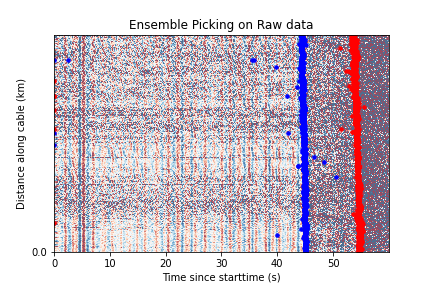 Ensemble Picking on Raw data
Distance along cable (km)
0.0
0 10 20 30 40 50
Time since starttime (s)